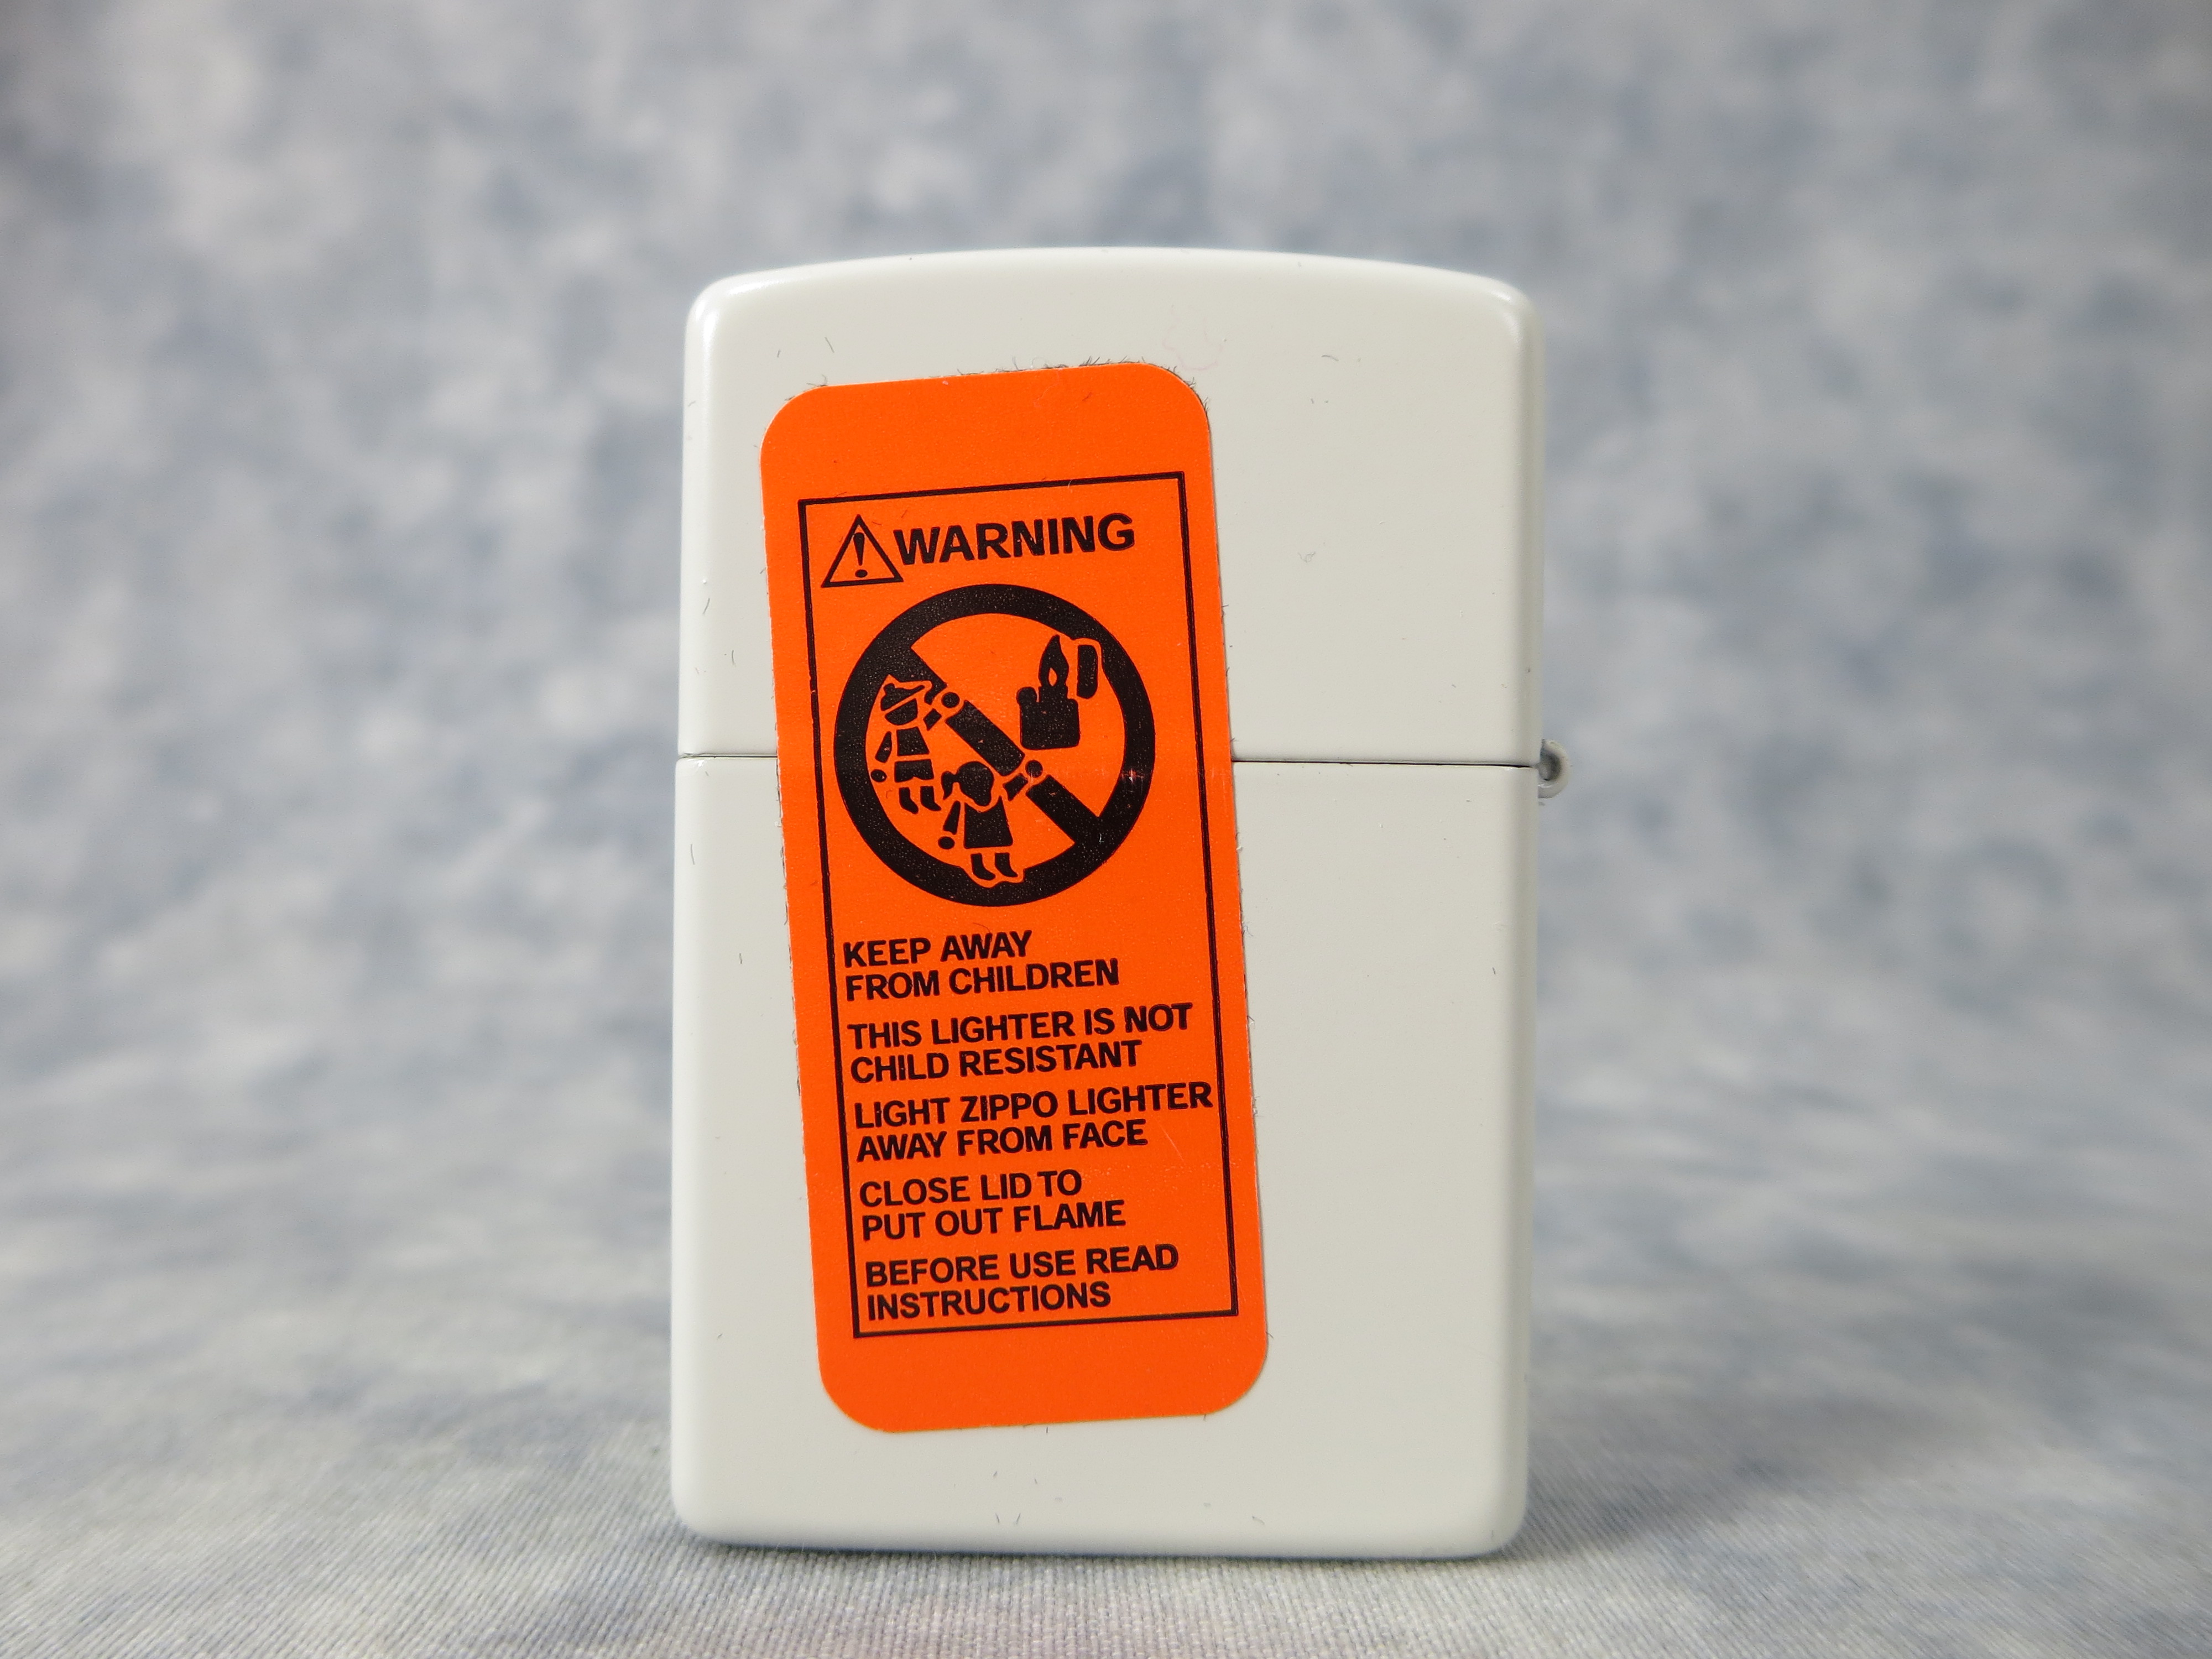 WARNING
KEEP AWAY
FROM CHILDREN
THIS LIGHTER IS NOT
CHILD RESISTANT
LIGHT ZIPPO LIGHTER
AWAY FROM FACE
CLOSE LID TO
PUT OUT FLAME
BEFORE USE READ
INSTRUCTIONS